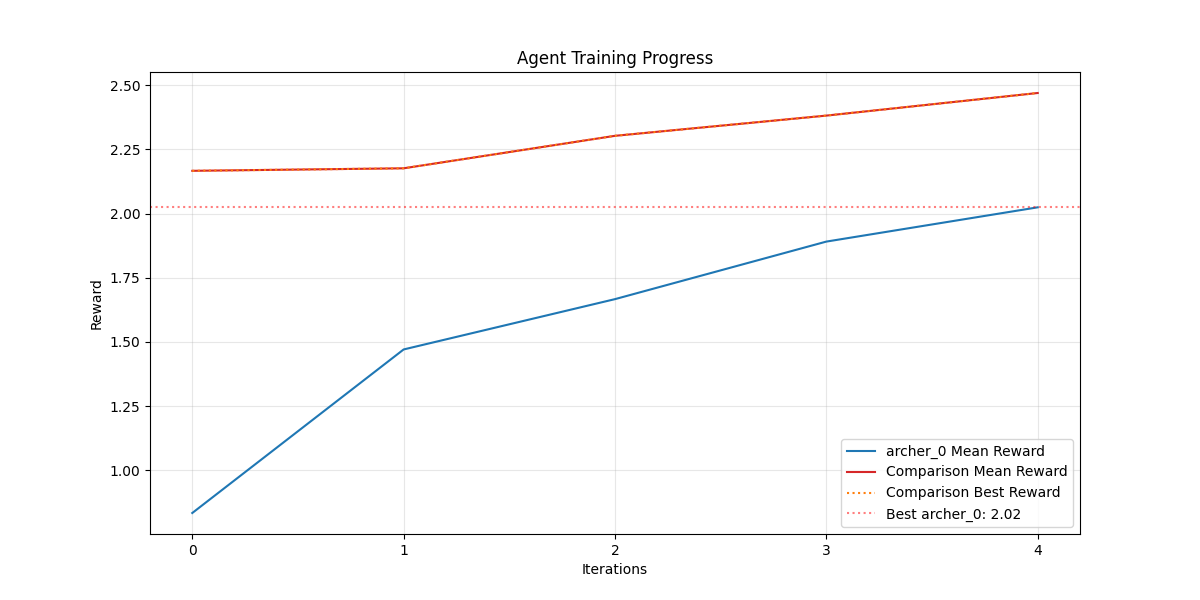 Agent Training Progress
2.50
2.25
2.00
1.75
1.50
1.25
1.00
Reward
0 1 2 3 4
Iterations
archer_0 Mean Reward
Comparison Mean Reward
Comparison Best Reward
Best archer_0: 2.02